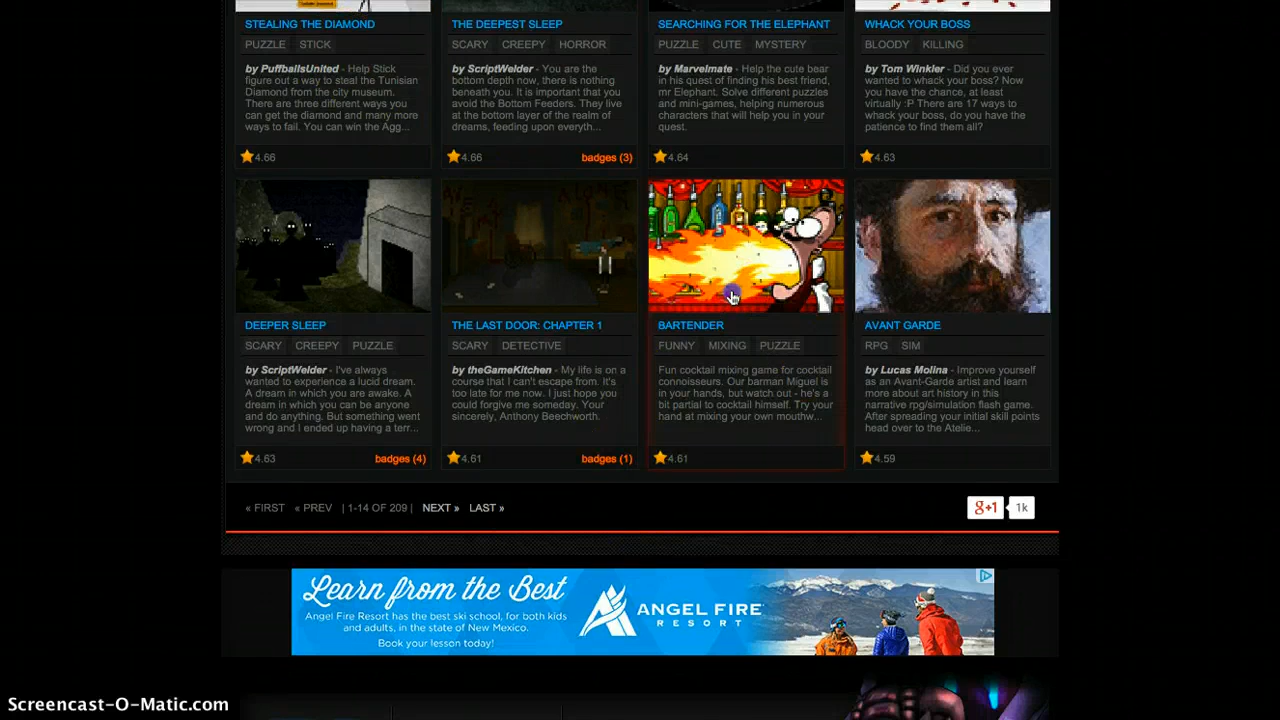 STEALING THE DIAMOND
PUZZLE STICK
by PuffballsUnited - Help Stick
figure out a way to steal the Tunisian
Diamond from the city museum.
There are three different ways you
can get the diamond and many more
ways to fail. You can win the Agg...
4.66
THE DEEPEST SLEEP
SCARY CREEPY HORROR
by ScriptWelder - You are the
bottom depth now, there is nothing
beneath you. It is important that you
avoid the Bottom Feeders. They live
at the bottom layer of the realm of
dreams, feeding upon everyth...
4.66 badges (3)
SEARCHING FOR THE ELEPHANT
PUZZLE CUTE MYSTERY
by Marvelmate - Help the cute bear
in his quest of finding his best friend,
mr Elephant. Solve different puzzles
and mini-games, helping numerous
characters that will help you in your
quest.
4.64
WHACK YOUR BOSS
BLOODY KILLING
by Tom Winkler - Did you ever
wanted to whack your boss? Now
you have the chance, at least
virtually :P There are 17 ways to
whack your boss, do you have the
patience to find them all?
4.63
DEEPER SLEEP
SCARY CREEPY PUZZLE
by ScriptWelder - I've always
wanted to experience a lucid dream.
A dream in which you are awake. A
dream in which you can be anyone
and do anything. But something went
wrong and I ended up having a terr...
4.63 badges (4)
THE LAST DOOR: CHAPTER 1
SCARY DETECTIVE
by theGameKitchen - My life is on a
course that I can't escape from. It's
too late for me now. I just hope you
could forgive me someday. Your
sincerely, Anthony Beechworth.
4.61 badges (1)
BARTENDER
FUNNY MIXING PUZZLE
Fun cocktail mixing game for cocktail
connoisseurs. Our barman Miguel is
in your hands, but watch out - he's a
bit partial to cocktail himself. Try your
hand at mixing your own mouthw...
4.61
AVANT GARDE
RPG SIM
by Lucas Molina - Improve yourself
as an Avant-Garde artist and learn
more about art history in this
narrative rpg/simulation flash game.
After spreading your initial skill points
head over to the Atelie...
4.59
« FIRST « PREV | 1-14 OF 209 | NEXT » LAST »
g+1 1k
Learn from the Best
Angel Fire Resort has the best ski school, for both kids
and adults, in the state of New Mexico.
Book your lesson today!
ANGEL FIRE
RESORT
Screencast-O-Matic.com